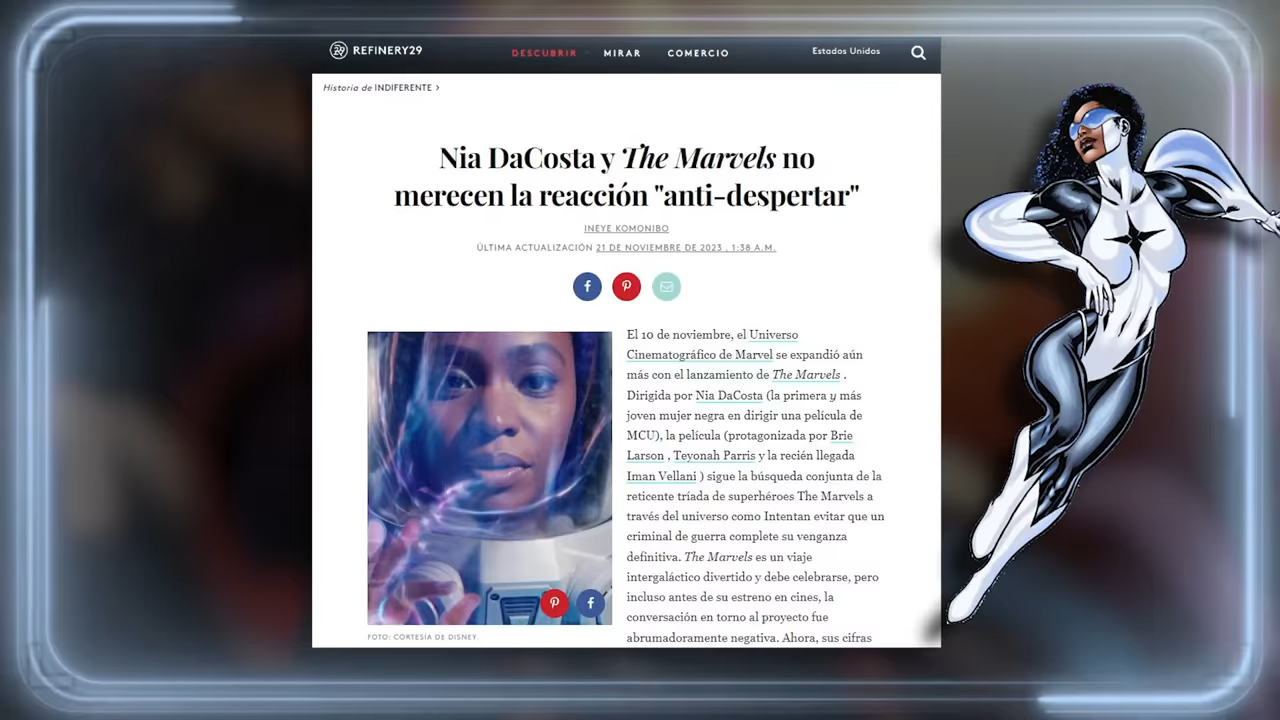 REFINERY29
DESCUBRIR MIRAR COMERCIO
Estados Unidos
Historia de INDIFERENTE >
Nia DaCosta y The Marvels no
merecen la reacción "anti-despertar"
INEYE KOMONIBO
ÚLTIMA ACTUALIZACIÓN 21 DE NOVIEMBRE DE 2023 , 1:38 A.M.
FOTO: CORTESÍA DE DISNEY.
El 10 de noviembre, el Universo
Cinematográfico de Marvel se expandió aún
más con el lanzamiento de The Marvels .
Dirigida por Nia DaCosta (la primera y más
joven mujer negra en dirigir una película de
MCU), la película (protagonizada por Brie
Larson , Teyonah Parris y la recién llegada
Iman Vellani ) sigue la búsqueda conjunta de la
reticente tríada de superhéroes The Marvels a
través del universo como Intentan evitar que un
criminal de guerra complete su venganza
definitiva. The Marvels es un viaje
intergaláctico divertido y debe celebrarse, pero
incluso antes de su estreno en cines, la
conversación en torno al proyecto fue
abrumadoramente negativa. Ahora, sus cifras